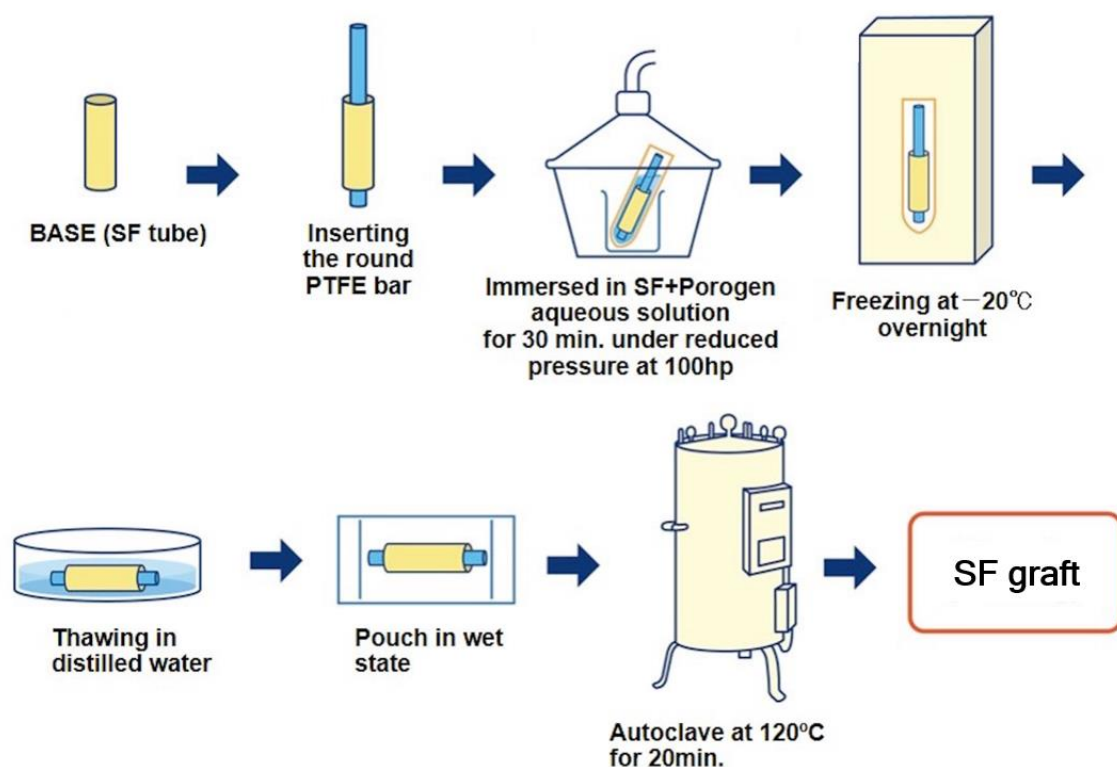 BASE (SF tube)
Inserting
the round
PTFE bar
Immersed in SF+Porogen
aqueous solution
for 30 min. under reduced
pressure at 100hp
Freezing at－20℃
overnight
Thawing in
distilled water
Pouch in wet
state
Autoclave at 120ºC
for 20min.
SF graft